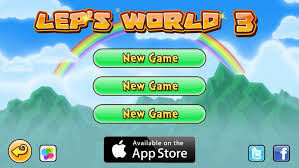 LEP'S WORLD 3
New Game
New Game
New Game
Available on the
App Store